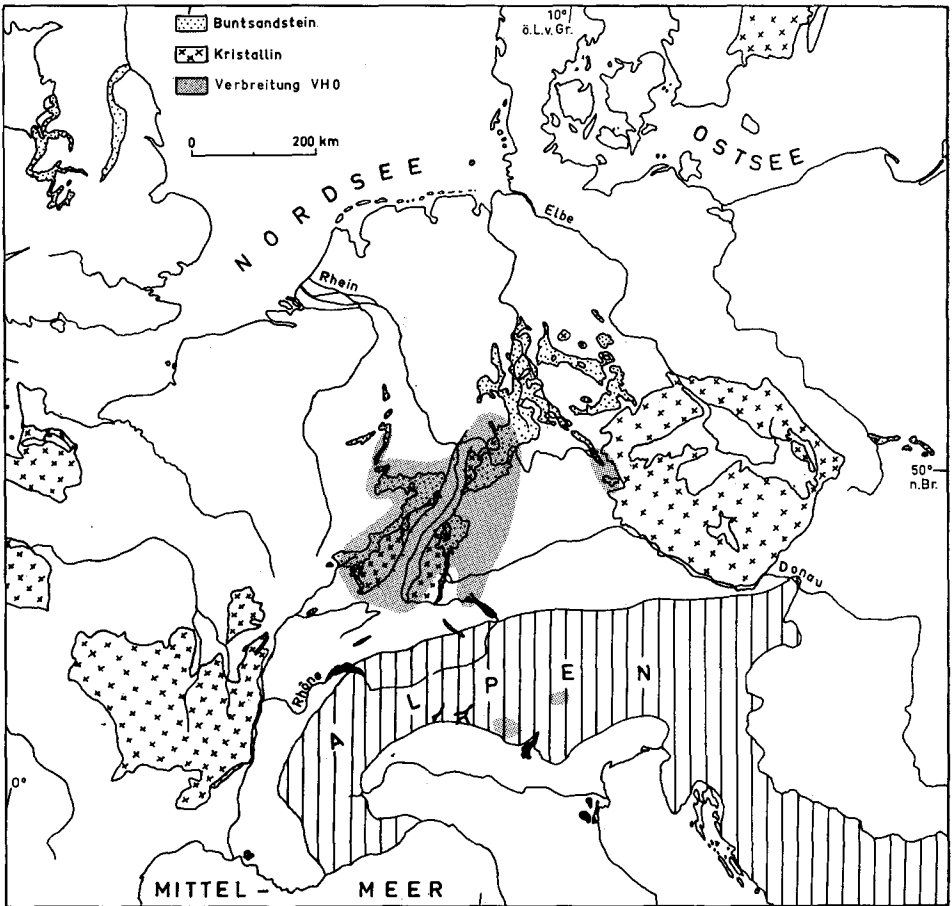 Buntsandstein
Kristallin
Verbreitung VHO
0 200 km
10°
ö.L.v.Gr.
OSTSEE
NORDSEE
Elbe
Rhein
50°
n.Br.
Donau
Rhône
ALPEN
0°
MITTEL- MEER